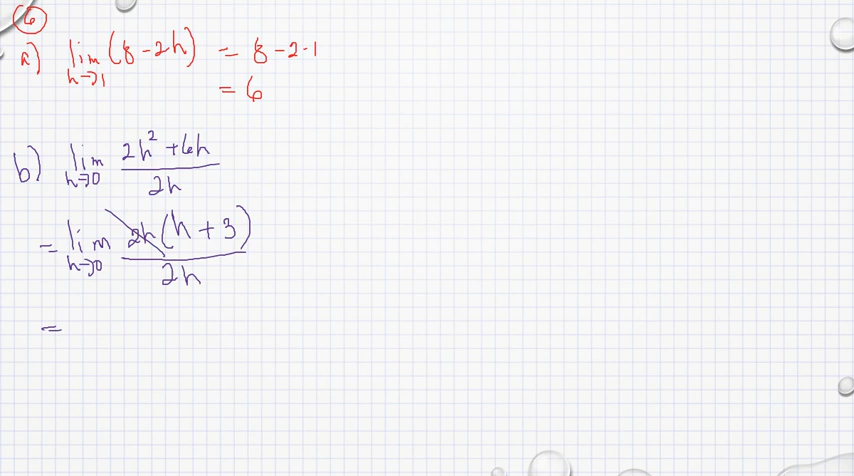 6
a) lim (8 - 2h) = 8 - 2 · 1
h→1
= 6
b) lim (2h² + 6h) / 2h
h→0
= lim 2h(h + 3) / 2h
h→0
=